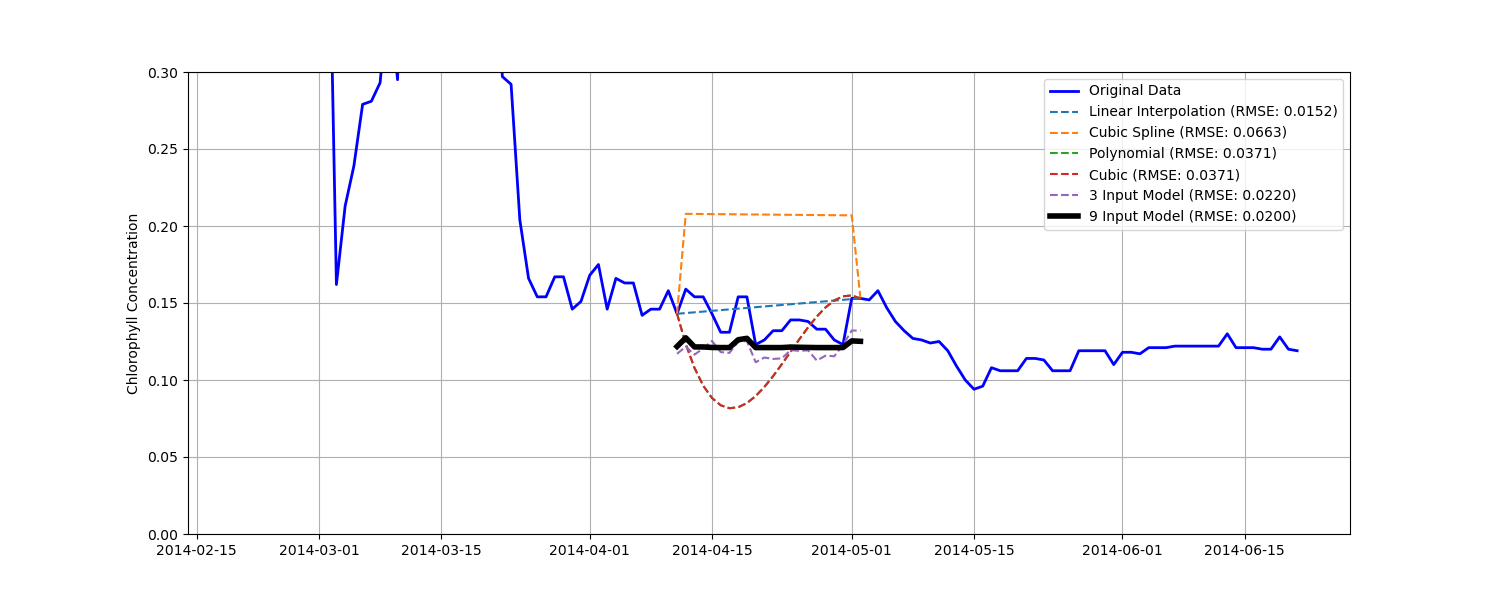 0.30
0.25
0.20
0.15
0.10
0.05
0.00
Chlorophyll Concentration
2014-02-15 2014-03-01 2014-03-15 2014-04-01 2014-04-15 2014-05-01 2014-05-15 2014-06-01 2014-06-15
Original Data
Linear Interpolation (RMSE: 0.0152)
Cubic Spline (RMSE: 0.0663)
Polynomial (RMSE: 0.0371)
Cubic (RMSE: 0.0371)
3 Input Model (RMSE: 0.0220)
9 Input Model (RMSE: 0.0200)